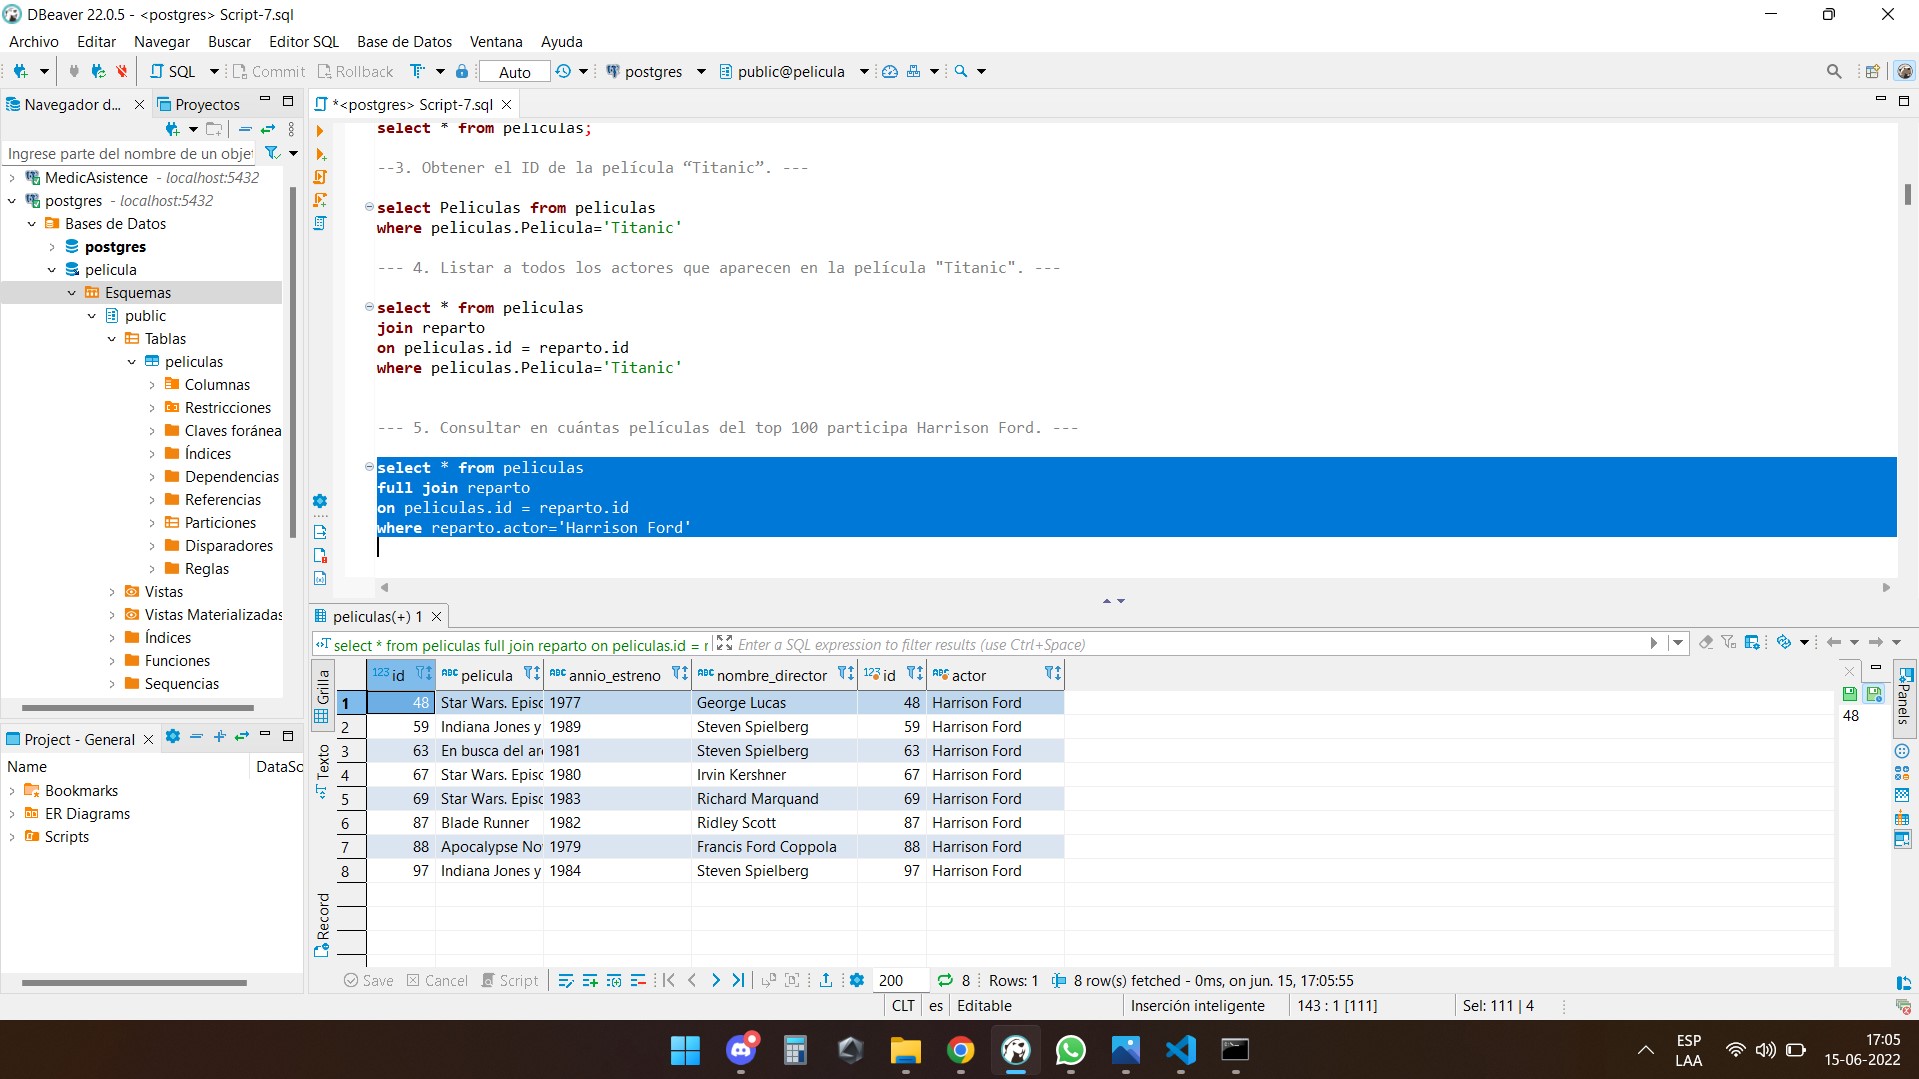 DBeaver 22.0.5 - <postgres> Script-7.sql
Archivo Editar Navegar Buscar Editor SQL Base de Datos Ventana Ayuda
SQL Commit Rollback Auto postgres public@pelicula
Navegador d... Proyectos
Ingrese parte del nombre de un obje
MedicAsistence - localhost:5432
postgres - localhost:5432
Bases de Datos
postgres
pelicula
Esquemas
public
Tablas
peliculas
Columnas
Restricciones
Claves foránea
Índices
Dependencias
Referencias
Particiones
Disparadores
Reglas
Vistas
Vistas Materializadas
Índices
Funciones
Sequencias
Project - General
Name DataSc
Bookmarks
ER Diagrams
Scripts
*<postgres> Script-7.sql
select * from peliculas;
--3. Obtener el ID de la película “Titanic”. ---
select Peliculas from peliculas
where peliculas.Pelicula='Titanic'
--- 4. Listar a todos los actores que aparecen en la película "Titanic". ---
select * from peliculas
join reparto
on peliculas.id = reparto.id
where peliculas.Pelicula='Titanic'
--- 5. Consultar en cuántas películas del top 100 participa Harrison Ford. ---
select * from peliculas
full join reparto
on peliculas.id = reparto.id
where reparto.actor='Harrison Ford'
peliculas(+) 1
select * from peliculas full join reparto on peliculas.id = r Enter a SQL expression to filter results (use Ctrl+Space)
Grilla
Texto
Record
123 id ABC pelicula ABC annio_estreno ABC nombre_director 123 id ABC actor
1 48 Star Wars. Episo 1977 George Lucas 48 Harrison Ford
2 59 Indiana Jones y 1989 Steven Spielberg 59 Harrison Ford
3 63 En busca del ar 1981 Steven Spielberg 63 Harrison Ford
4 67 Star Wars. Episo 1980 Irvin Kershner 67 Harrison Ford
5 69 Star Wars. Episo 1983 Richard Marquand 69 Harrison Ford
6 87 Blade Runner 1982 Ridley Scott 87 Harrison Ford
7 88 Apocalypse No 1979 Francis Ford Coppola 88 Harrison Ford
8 97 Indiana Jones y 1984 Steven Spielberg 97 Harrison Ford
48
Panels
Save Cancel Script 200 8 Rows: 1 8 row(s) fetched - 0ms, on jun. 15, 17:05:55
CLT es Editable Inserción inteligente 143 : 1 [111] Sel: 111 | 4
ESP
LAA
17:05
15-06-2022